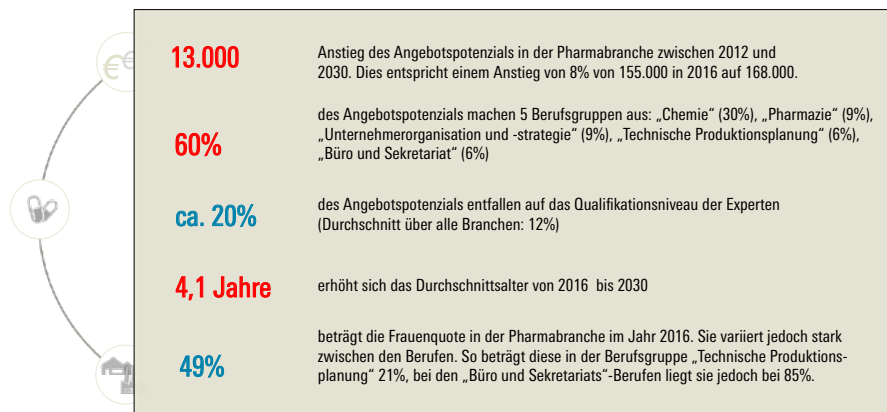 €€
13.000
Anstieg des Angebotspotenzials in der Pharmabranche zwischen 2012 und
2030. Dies entspricht einem Anstieg von 8% von 155.000 in 2016 auf 168.000.
60%
des Angebotspotenzials machen 5 Berufsgruppen aus: „Chemie“ (30%), „Pharmazie“ (9%),
„Unternehmerorganisation und -strategie“ (9%), „Technische Produktionsplanung“ (6%),
„Büro und Sekretariat“ (6%)
ca. 20%
des Angebotspotenzials entfallen auf das Qualifikationsniveau der Experten
(Durchschnitt über alle Branchen: 12%)
4,1 Jahre
erhöht sich das Durchschnittsalter von 2016 bis 2030
49%
beträgt die Frauenquote in der Pharmabranche im Jahr 2016. Sie variiert jedoch stark
zwischen den Berufen. So beträgt diese in der Berufsgruppe „Technische Produktions-
planung“ 21%, bei den „Büro und Sekretariats“-Berufen liegt sie jedoch bei 85%.